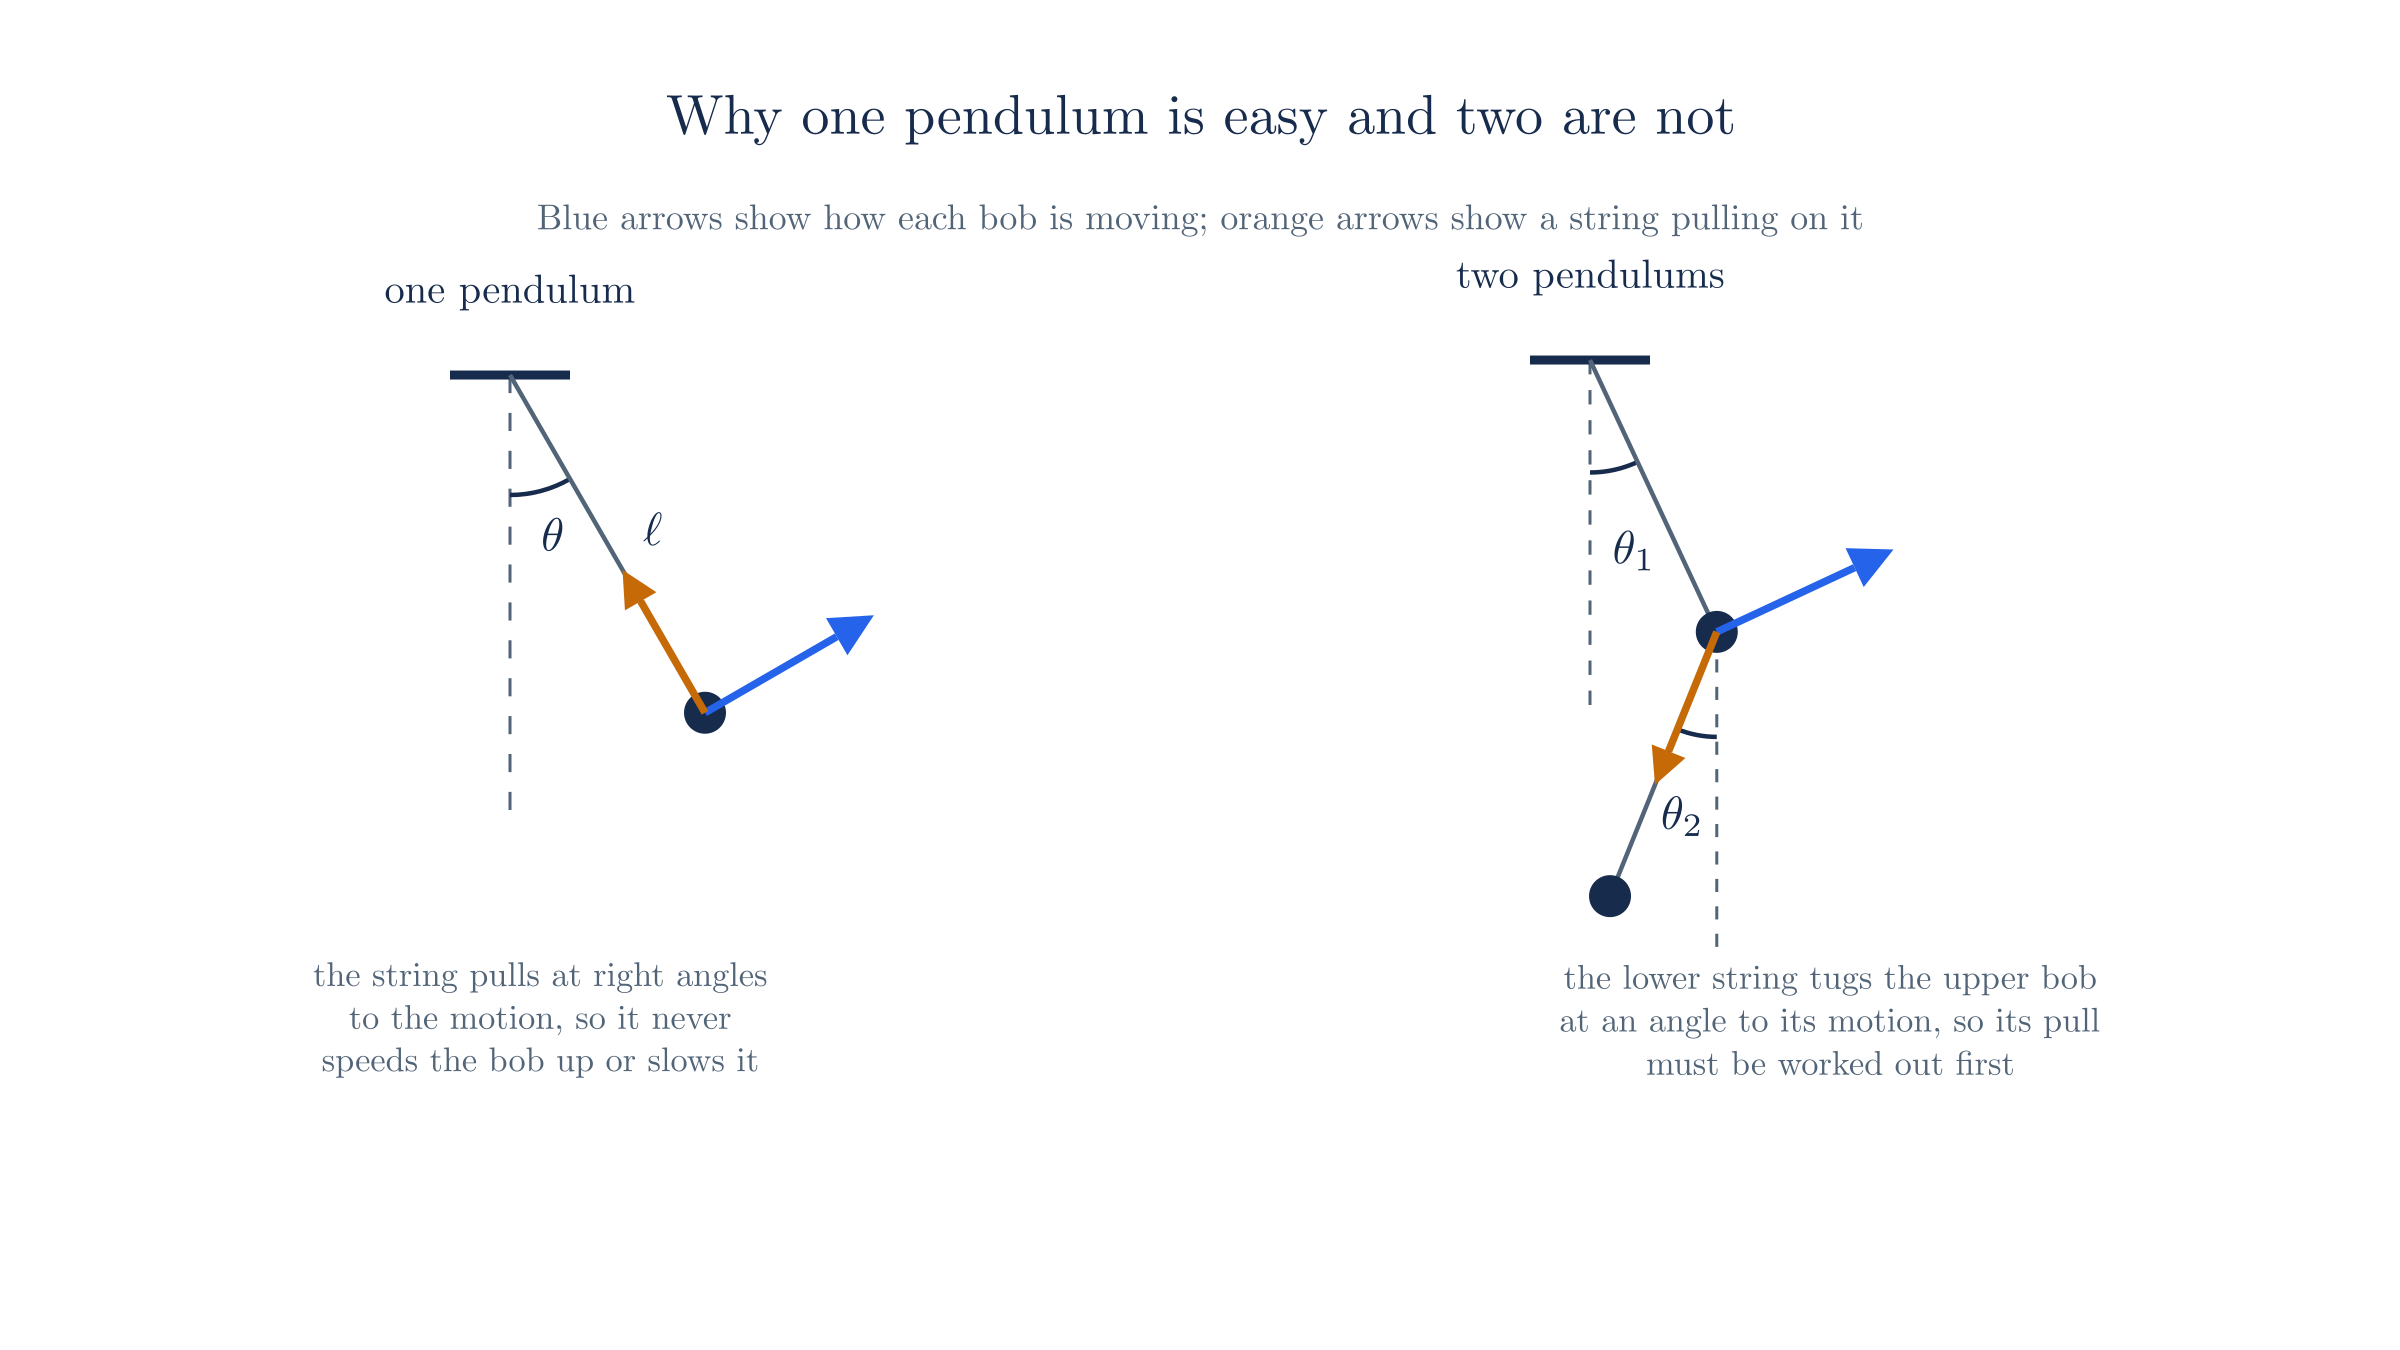 Why one pendulum is easy and two are not
Blue arrows show how each bob is moving; orange arrows show a string pulling on it
one pendulum
θ
ℓ
the string pulls at right angles
to the motion, so it never
speeds the bob up or slows it
two pendulums
θ₁
θ₂
the lower string tugs the upper bob
at an angle to its motion, so its pull
must be worked out first